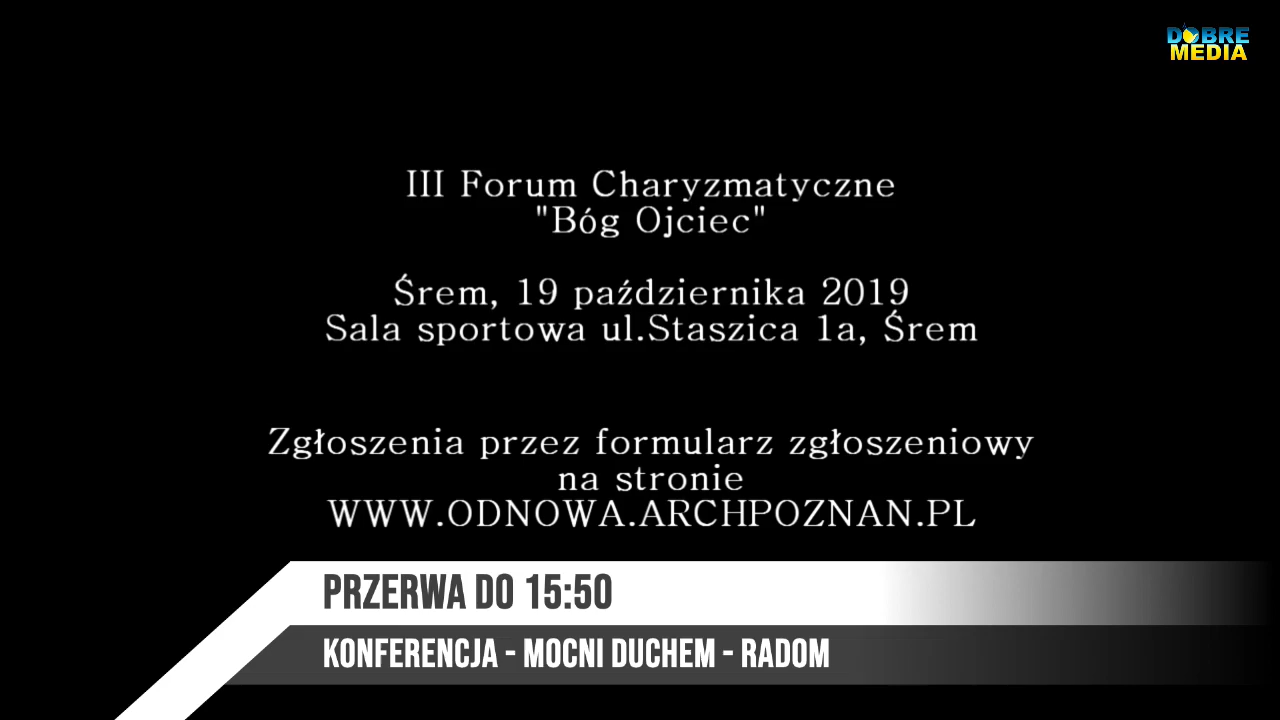 DOBRE
MEDIA
III Forum Charyzmatyczne
"Bóg Ojciec"
Śrem, 19 października 2019
Sala sportowa ul.Staszica 1a, Śrem
Zgłoszenia przez formularz zgłoszeniowy
na stronie
WWW.ODNOWA.ARCHPOZNAN.PL
PRZERWA DO 15:50
KONFERENCJA - MOCNI DUCHEM - RADOM